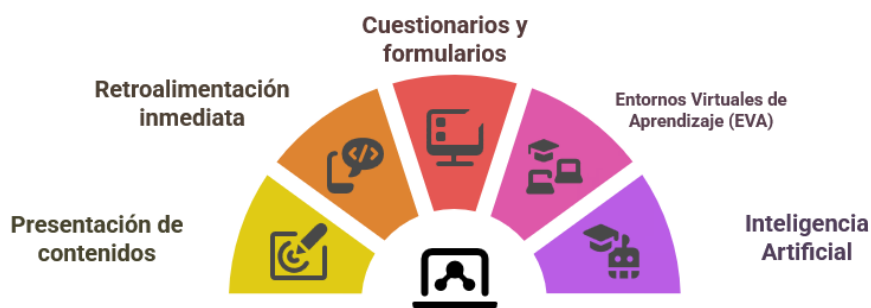 Cuestionarios y
formularios
Retroalimentación
inmediata
Entornos Virtuales de
Aprendizaje (EVA)
Presentación de
contenidos
Inteligencia
Artificial